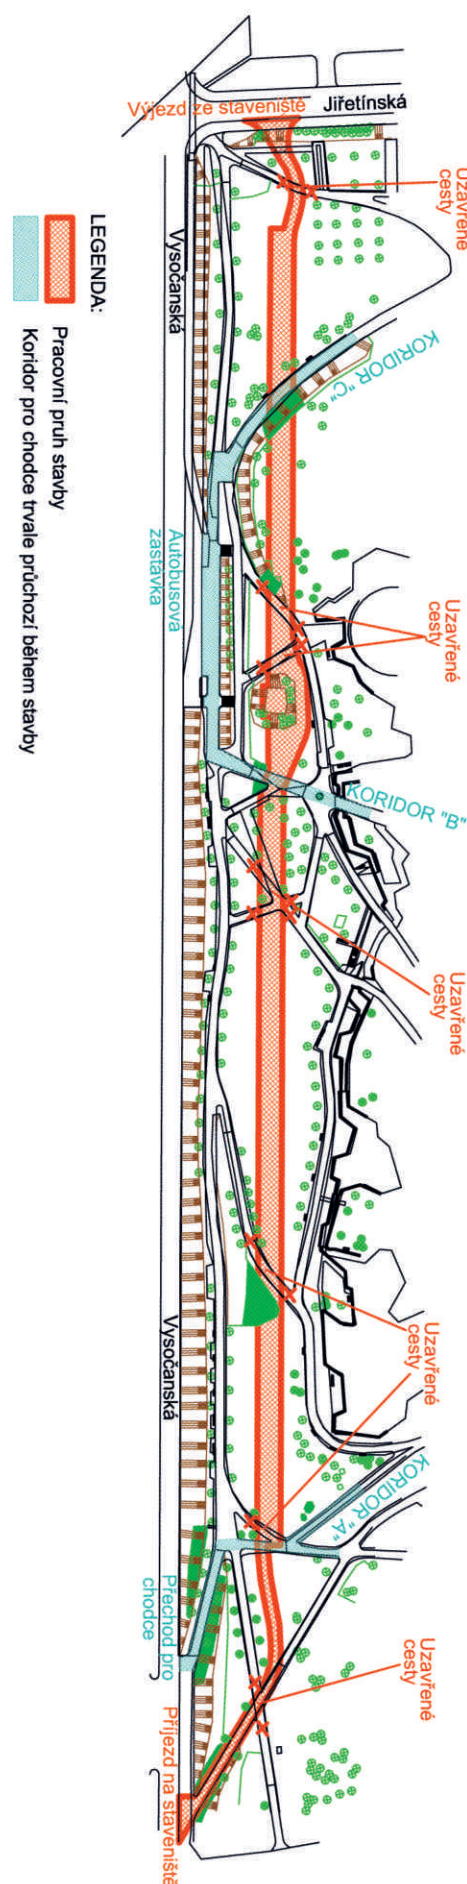 Výjezd ze staveniště
Jiřetínská
Uzavřené
cesty
Vysočanská
KORIDOR "C"
LEGENDA:
Pracovní pruh stavby
Koridor pro chodce trvale průchozí během stavby
Autobusová
zastávka
Uzavřené
cesty
KORIDOR "B"
Uzavřené
cesty
Uzavřené
cesty
Vysočanská
KORIDOR "A"
Přechod pro
chodce
Uzavřené
cesty
Příjezd na staveniště